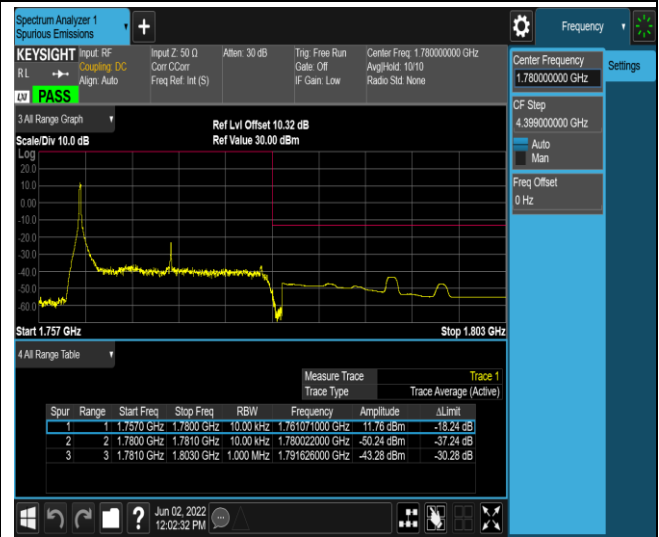 Spectrum Analyzer 1
Spurious Emissions
Frequency
KEYSIGHT Input: RF Input Z: 50 Ω Atten: 30 dB Trig: Free Run Center Freq: 1.780000000 GHz
RL Coupling: DC Corr CCorr Gate: Off Avg|Hold: 10/10
Align: Auto Freq Ref: Int (S) IF Gain: Low Radio Std: None
LXI PASS
3 All Range Graph
Ref Lvl Offset 10.32 dB
Scale/Div 10.0 dB Ref Value 30.00 dBm
Log
20.0
10.0
0.00
-10.0
-20.0
-30.0
-40.0
-50.0
-60.0
Start 1.757 GHz Stop 1.803 GHz
4 All Range Table
Measure Trace Trace 1
Trace Type Trace Average (Active)
Spur Range Start Freq Stop Freq RBW Frequency Amplitude ΔLimit
1 1 1.7570 GHz 1.7800 GHz 10.00 kHz 1.761071000 GHz 11.76 dBm -18.24 dB
2 2 1.7800 GHz 1.7810 GHz 10.00 kHz 1.780022000 GHz -50.24 dBm -37.24 dB
3 3 1.7810 GHz 1.8030 GHz 1.000 MHz 1.791626000 GHz -43.28 dBm -30.28 dB
Jun 02, 2022
12:02:32 PM
Center Frequency
1.780000000 GHz
Settings
CF Step
4.399000000 GHz
Auto
Man
Freq Offset
0 Hz